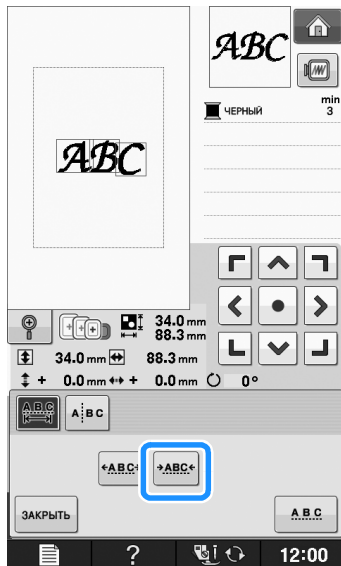 ABC
ABC
min
ЧЕРНЫЙ 3
34.0 mm
88.3 mm
34.0 mm 88.3 mm
+ 0.0 mm + 0.0 mm 0°
ABC A BC
ABC ABC
ЗАКРЫТЬ ABC
? 12:00